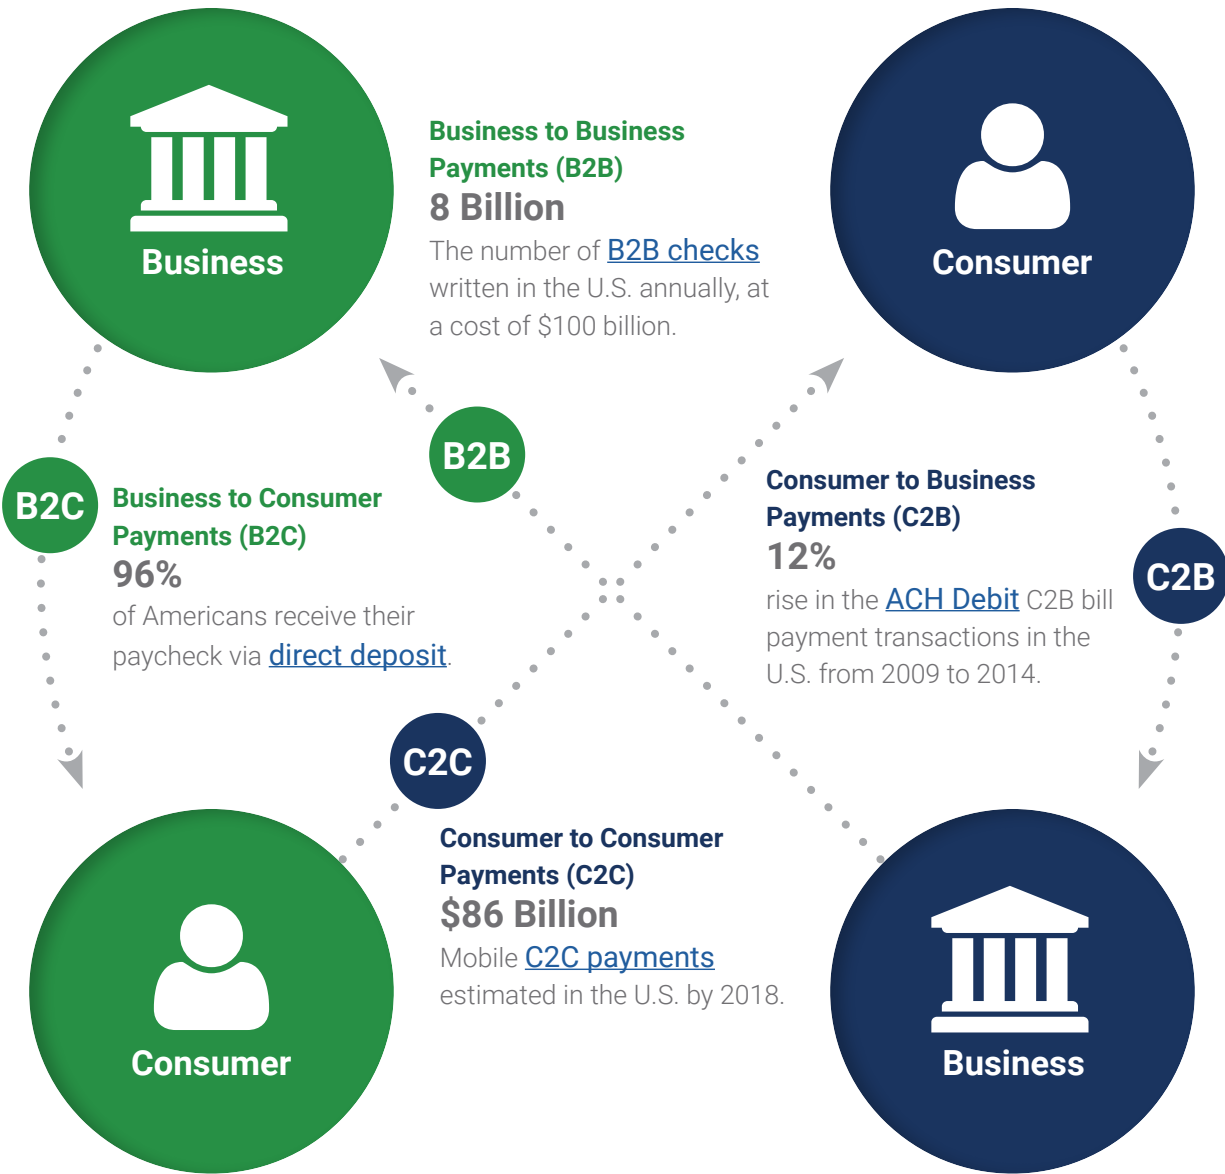 Business
Business to Business
Payments (B2B)
8 Billion
The number of B2B checks
written in the U.S. annually, at
a cost of $100 billion.
Consumer
B2B
B2C
Business to Consumer
Payments (B2C)
96%
of Americans receive their
paycheck via direct deposit.
Consumer to Business
Payments (C2B)
12%
rise in the ACH Debit C2B bill
payment transactions in the
U.S. from 2009 to 2014.
C2B
C2C
Consumer to Consumer
Payments (C2C)
$86 Billion
Mobile C2C payments
estimated in the U.S. by 2018.
Consumer
Business